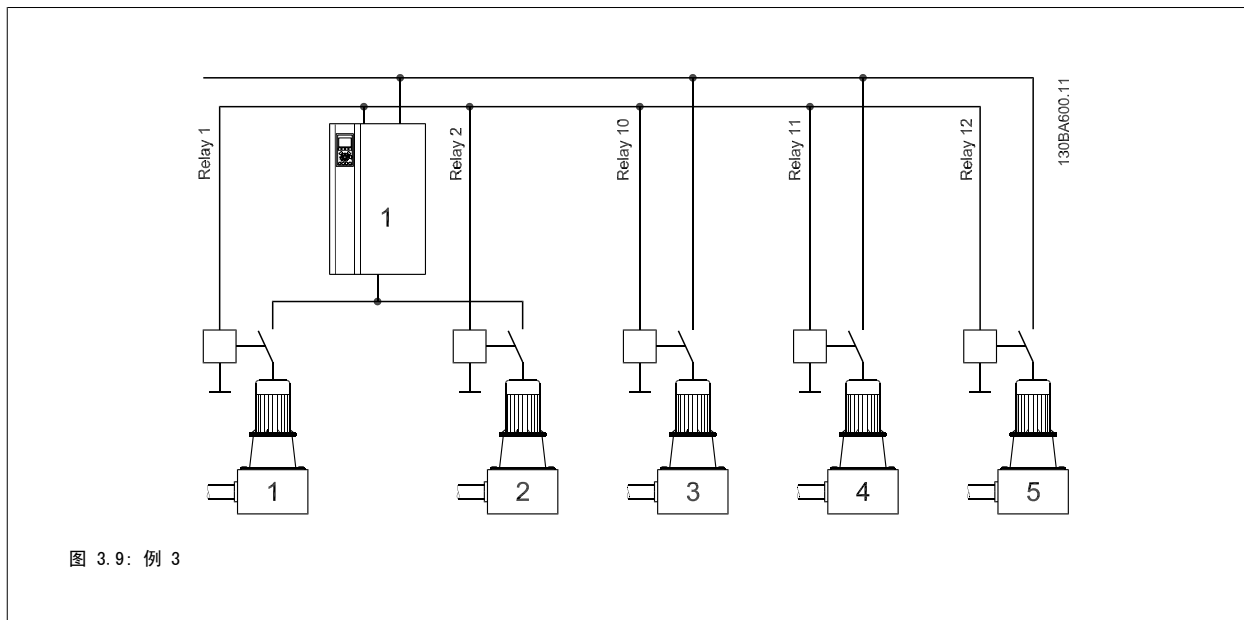 130BA600.11
Relay 1
Relay 2
Relay 10
Relay 11
Relay 12
1
1
2
3
4
5
图 3.9: 例 3